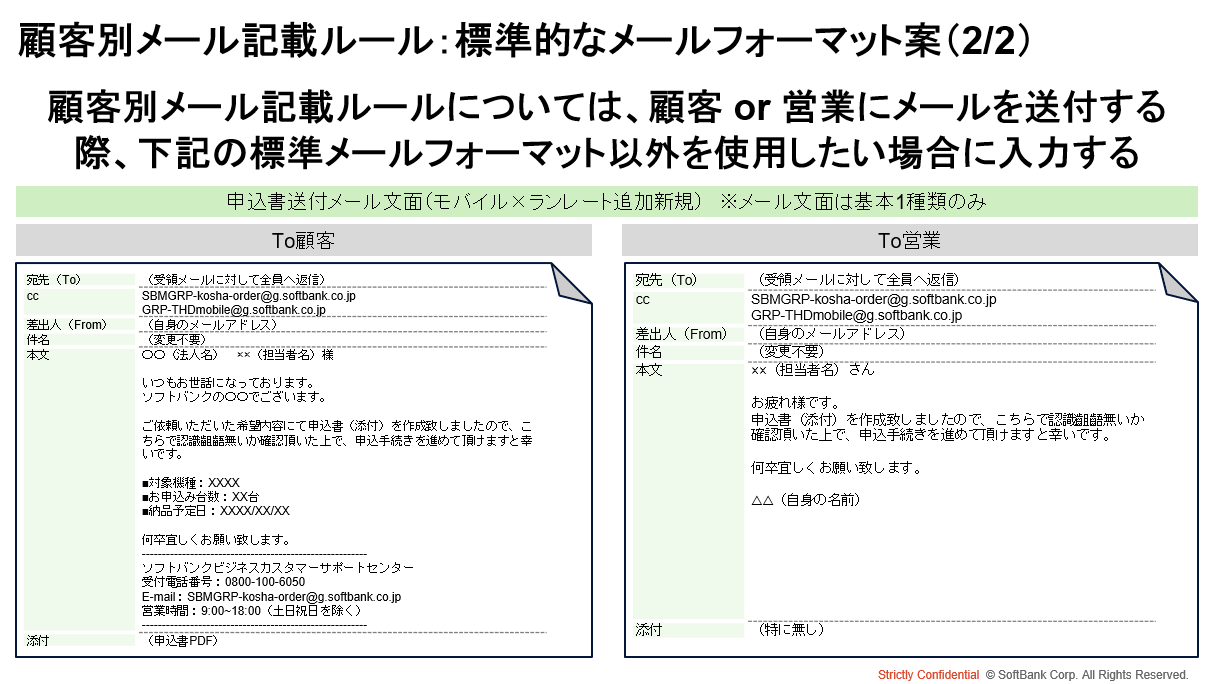 顧客別メール記載ルール：標準的なメールフォーマット案（2/2）
顧客別メール記載ルールについては、顧客 or 営業にメールを送付する
際、下記の標準メールフォーマット以外を使用したい場合に入力する
申込書送付メール文面（モバイル×ランレート追加新規） ※メール文面は基本1種類のみ
To顧客
宛先（To） （受領メールに対して全員へ返信）
cc SBMGRP-kosha-order@g.softbank.co.jp
GRP-THDmobile@g.softbank.co.jp
差出人（From） （自身のメールアドレス）
件名 （変更不要）
本文 〇〇（法人名） ××（担当者名）様
いつもお世話になっております。
ソフトバンクの〇〇でございます。
ご依頼いただいた希望内容にて申込書（添付）を作成致しましたので、こ
ちらで認識齟齬無いか確認頂いた上で、申込手続きを進めて頂けますと幸
いです。
■対象機種：XXXX
■お申込み台数：XX台
■納品予定日：XXXX/XX/XX
何卒宜しくお願い致します。
--------------------------------------------------------
ソフトバンクビジネスカスタマーサポートセンター
受付電話番号：0800-100-6050
E-mail：SBMGRP-kosha-order@g.softbank.co.jp
営業時間：9:00~18:00（土日祝日を除く）
--------------------------------------------------------
添付 （申込書PDF）
To営業
宛先（To） （受領メールに対して全員へ返信）
cc SBMGRP-kosha-order@g.softbank.co.jp
GRP-THDmobile@g.softbank.co.jp
差出人（From） （自身のメールアドレス）
件名 （変更不要）
本文 ××（担当者名）さん
お疲れ様です。
申込書（添付）を作成致しましたので、こちらで認識齟齬無いか
確認頂いた上で、申込手続きを進めて頂けますと幸いです。
何卒宜しくお願い致します。
△△（自身の名前）
添付 （特に無し）
Strictly Confidential © SoftBank Corp. All Rights Reserved.